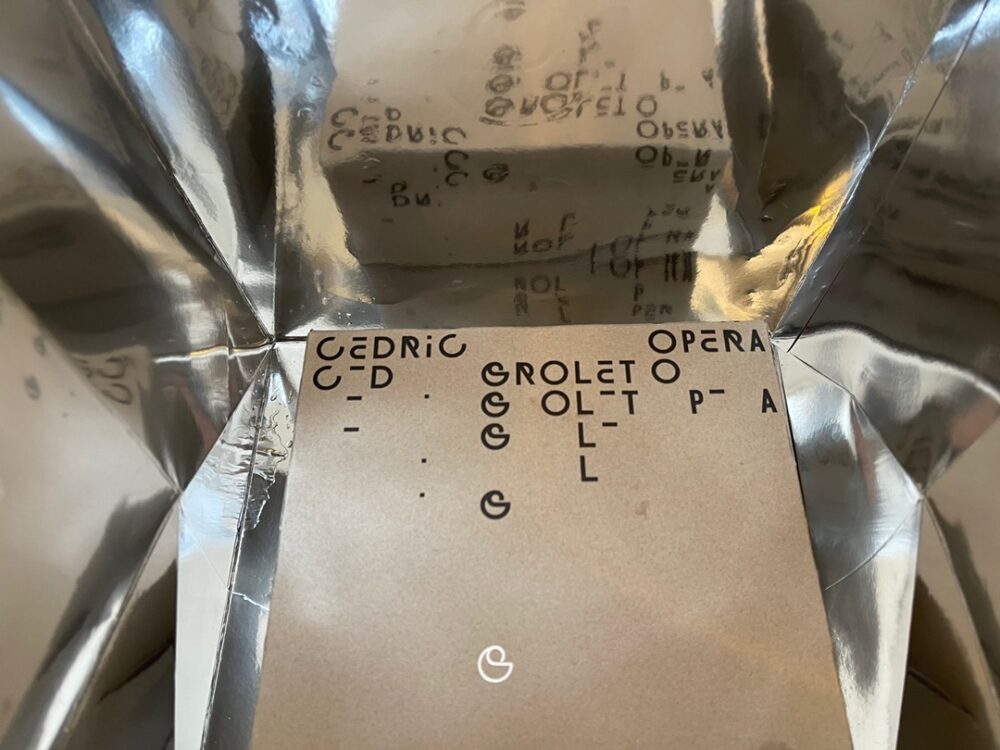 CEDRiC OPERA
C-D GROLET O
- . G OL-T P- A
- G L-
. L
. G
G